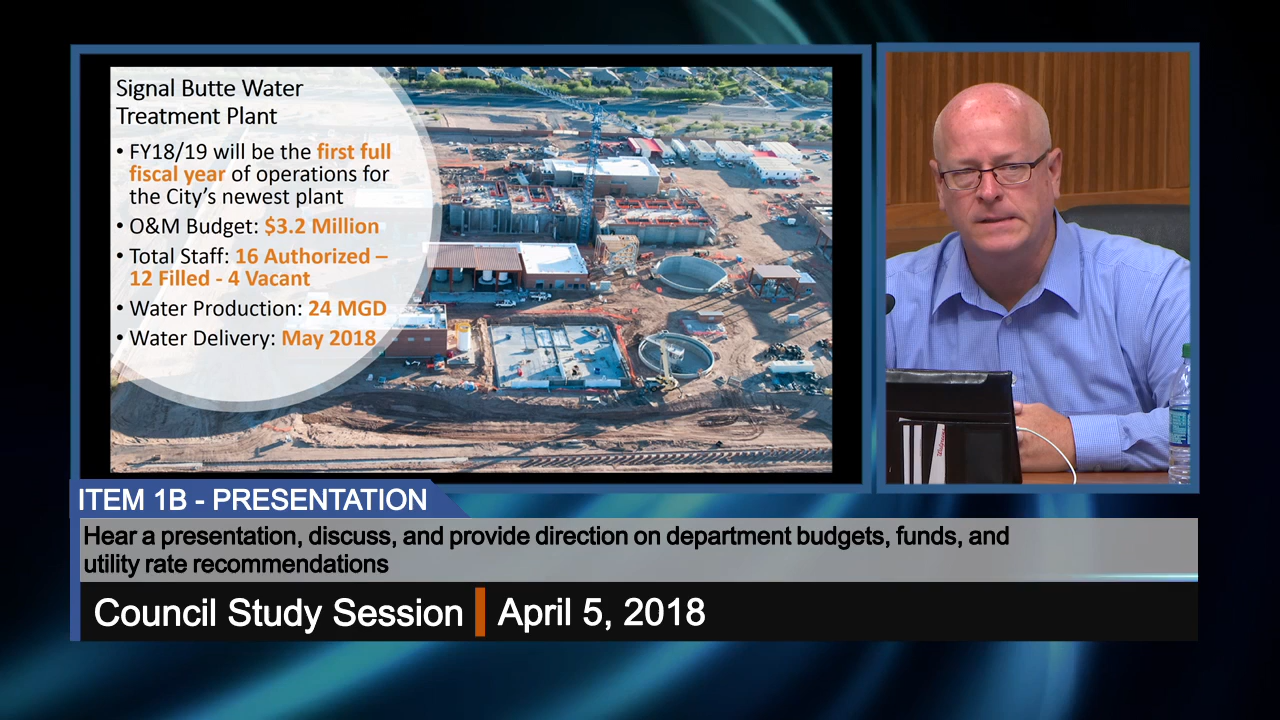 Signal Butte Water
Treatment Plant
• FY18/19 will be the first full
fiscal year of operations for
the City's newest plant
• O&M Budget: $3.2 Million
• Total Staff: 16 Authorized –
12 Filled - 4 Vacant
• Water Production: 24 MGD
• Water Delivery: May 2018
ITEM 1B - PRESENTATION
Hear a presentation, discuss, and provide direction on department budgets, funds, and
utility rate recommendations
Council Study Session
April 5, 2018